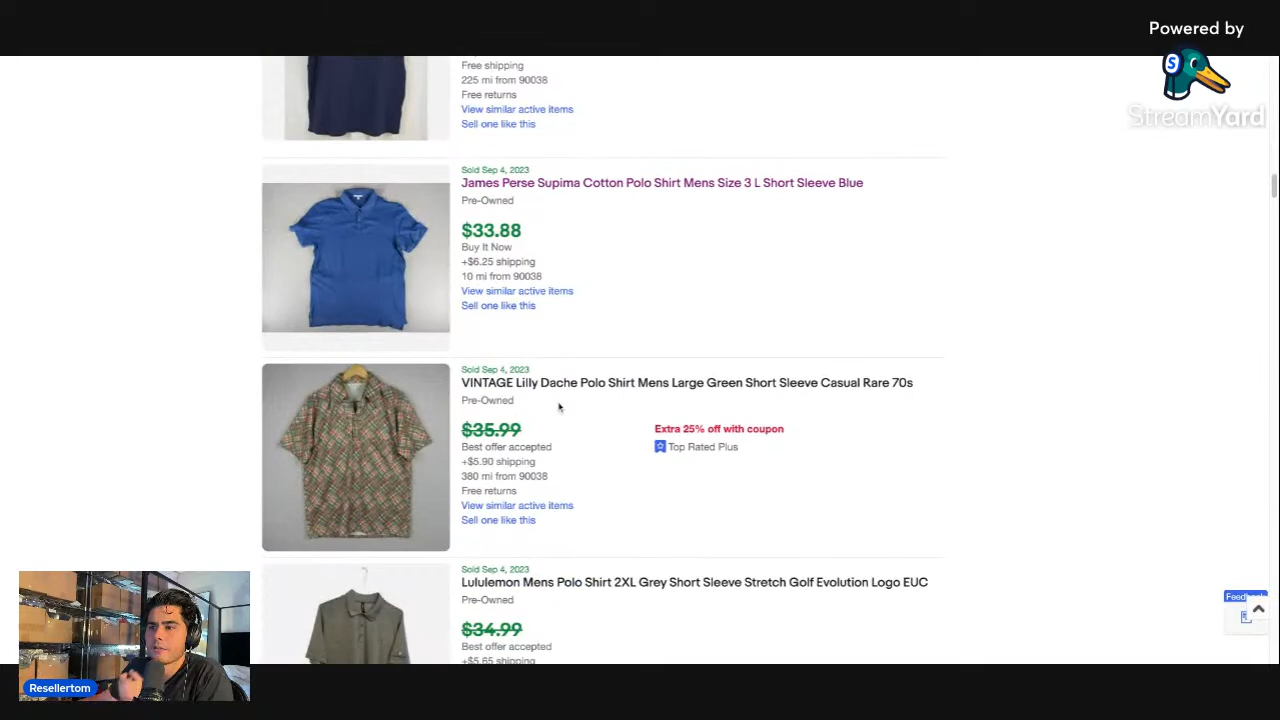 Powered by
StreamYard
Free shipping
225 mi from 90038
Free returns
View similar active items
Sell one like this
Sold Sep 4, 2023
James Perse Supima Cotton Polo Shirt Mens Size 3 L Short Sleeve Blue
Pre-Owned
$33.88
Buy It Now
+$6.25 shipping
10 mi from 90038
View similar active items
Sell one like this
Sold Sep 4, 2023
VINTAGE Lilly Dache Polo Shirt Mens Large Green Short Sleeve Casual Rare 70s
Pre-Owned
$35.99
Extra 25% off with coupon
Best offer accepted
Top Rated Plus
+$5.90 shipping
380 mi from 90038
Free returns
View similar active items
Sell one like this
Sold Sep 4, 2023
Lululemon Mens Polo Shirt 2XL Grey Short Sleeve Stretch Golf Evolution Logo EUC
Pre-Owned
$34.99
Best offer accepted
+$5.65 shipping
Resellertom